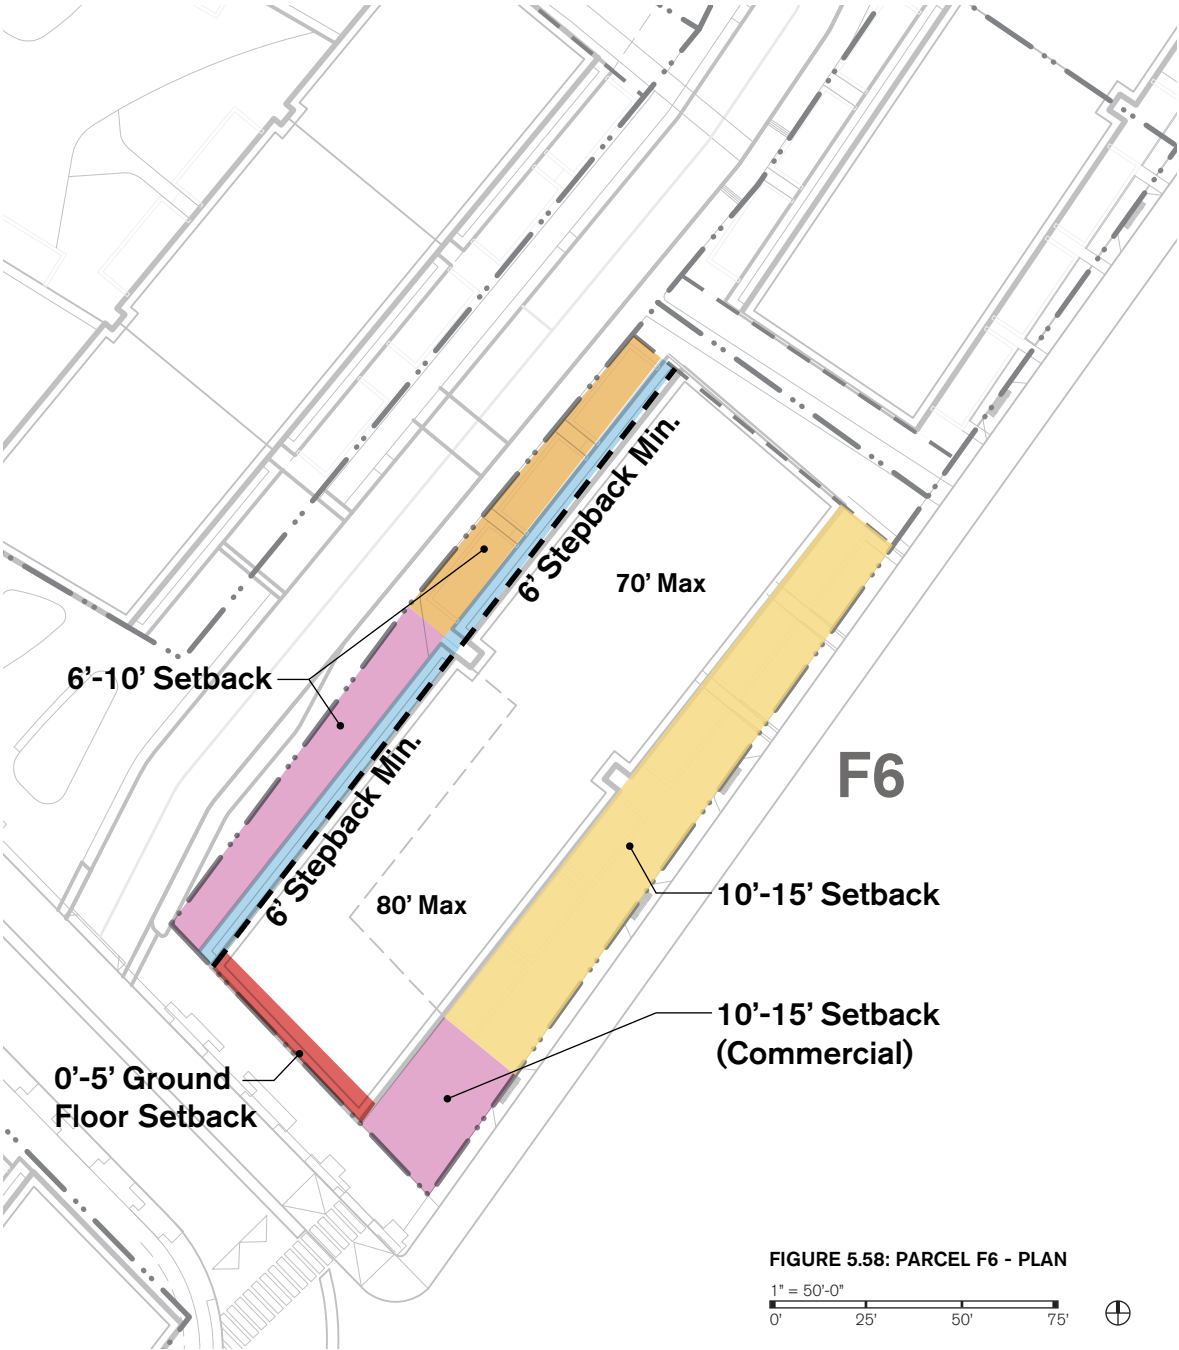 6' Stepback Min.
70' Max
6'-10' Setback
F6
6' Stepback Min.
10'-15' Setback
80' Max
10'-15' Setback
(Commercial)
0'-5' Ground
Floor Setback
FIGURE 5.58: PARCEL F6 - PLAN
1" = 50'-0"
0' 25' 50' 75'